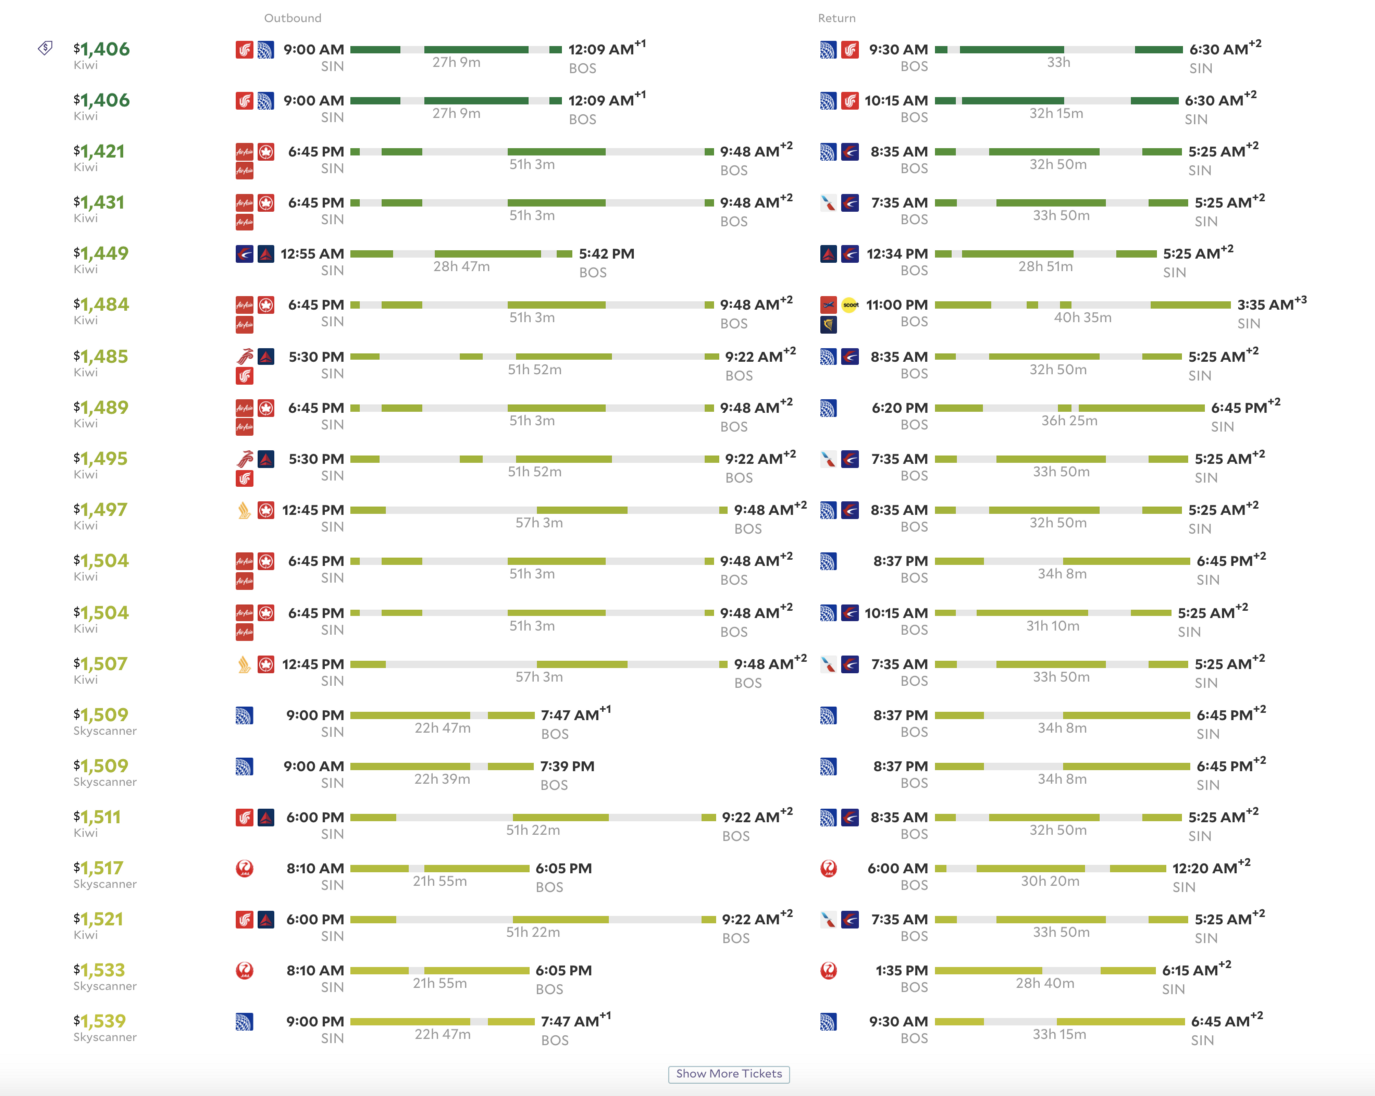 Outbound Return
$1,406 9:00 AM 12:09 AM+1 9:30 AM 6:30 AM+2
Kiwi SIN 27h 9m BOS BOS 33h SIN
$1,406 9:00 AM 12:09 AM+1 10:15 AM 6:30 AM+2
Kiwi SIN 27h 9m BOS BOS 32h 15m SIN
$1,421 6:45 PM 9:48 AM+2 8:35 AM 5:25 AM+2
Kiwi SIN 51h 3m BOS BOS 32h 50m SIN
$1,431 6:45 PM 9:48 AM+2 7:35 AM 5:25 AM+2
Kiwi SIN 51h 3m BOS BOS 33h 50m SIN
$1,449 12:55 AM 5:42 PM 12:34 PM 5:25 AM+2
Kiwi SIN 28h 47m BOS BOS 28h 51m SIN
$1,484 6:45 PM 9:48 AM+2 scoot 11:00 PM 3:35 AM+3
Kiwi SIN 51h 3m BOS BOS 40h 35m SIN
$1,485 5:30 PM 9:22 AM+2 8:35 AM 5:25 AM+2
Kiwi SIN 51h 52m BOS BOS 32h 50m SIN
$1,489 6:45 PM 9:48 AM+2 6:20 PM 6:45 PM+2
Kiwi SIN 51h 3m BOS BOS 36h 25m SIN
$1,495 5:30 PM 9:22 AM+2 7:35 AM 5:25 AM+2
Kiwi SIN 51h 52m BOS BOS 33h 50m SIN
$1,497 12:45 PM 9:48 AM+2 8:35 AM 5:25 AM+2
Kiwi SIN 57h 3m BOS BOS 32h 50m SIN
$1,504 6:45 PM 9:48 AM+2 8:37 PM 6:45 PM+2
Kiwi SIN 51h 3m BOS BOS 34h 8m SIN
$1,504 6:45 PM 9:48 AM+2 10:15 AM 5:25 AM+2
Kiwi SIN 51h 3m BOS BOS 31h 10m SIN
$1,507 12:45 PM 9:48 AM+2 7:35 AM 5:25 AM+2
Kiwi SIN 57h 3m BOS BOS 33h 50m SIN
$1,509 9:00 PM 7:47 AM+1 8:37 PM 6:45 PM+2
Skyscanner SIN 22h 47m BOS BOS 34h 8m SIN
$1,509 9:00 AM 7:39 PM 8:37 PM 6:45 PM+2
Skyscanner SIN 22h 39m BOS BOS 34h 8m SIN
$1,511 6:00 PM 9:22 AM+2 8:35 AM 5:25 AM+2
Kiwi SIN 51h 22m BOS BOS 32h 50m SIN
$1,517 8:10 AM 6:05 PM 6:00 AM 12:20 AM+2
Skyscanner SIN 21h 55m BOS BOS 30h 20m SIN
$1,521 6:00 PM 9:22 AM+2 7:35 AM 5:25 AM+2
Kiwi SIN 51h 22m BOS BOS 33h 50m SIN
$1,533 8:10 AM 6:05 PM 1:35 PM 6:15 AM+2
Skyscanner SIN 21h 55m BOS BOS 28h 40m SIN
$1,539 9:00 PM 7:47 AM+1 9:30 AM 6:45 AM+2
Skyscanner SIN 22h 47m BOS BOS 33h 15m SIN
Show More Tickets